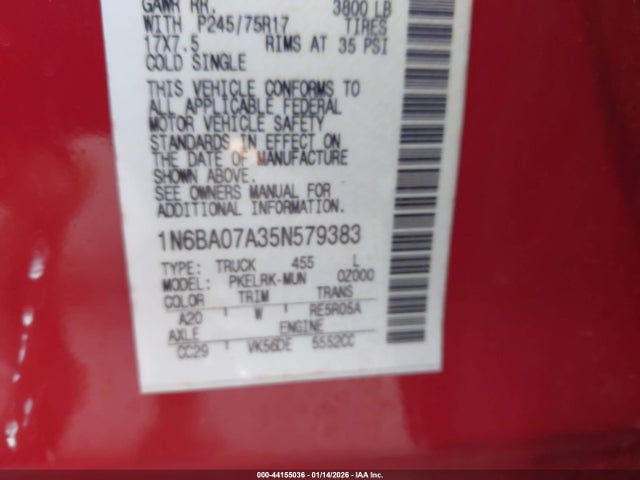 GAWR RR. 3800 LB
WITH P245/75R17 TIRES
17X7.5 RIMS AT 35 PSI
COLD SINGLE
THIS VEHICLE CONFORMS TO
ALL APPLICABLE FEDERAL
MOTOR VEHICLE SAFETY
STANDARDS IN EFFECT ON
THE DATE OF MANUFACTURE
SHOWN ABOVE.
SEE OWNERS MANUAL FOR
ADDITIONAL INFORMATION.
1N6BA07A35N579383
TYPE: TRUCK 455 L
MODEL: PKELRK-MUN 0Z000
COLOR TRIM TRANS
A20 W RE5R05A
AXLE ENGINE
CC29 VK56DE 5552CC
000-44155036 - 01/14/2026 - IAA Inc.